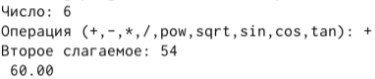 Число: 6
Операция (+,-,*,/,pow,sqrt,sin,cos,tan): +
Второе слагаемое: 54
60.00